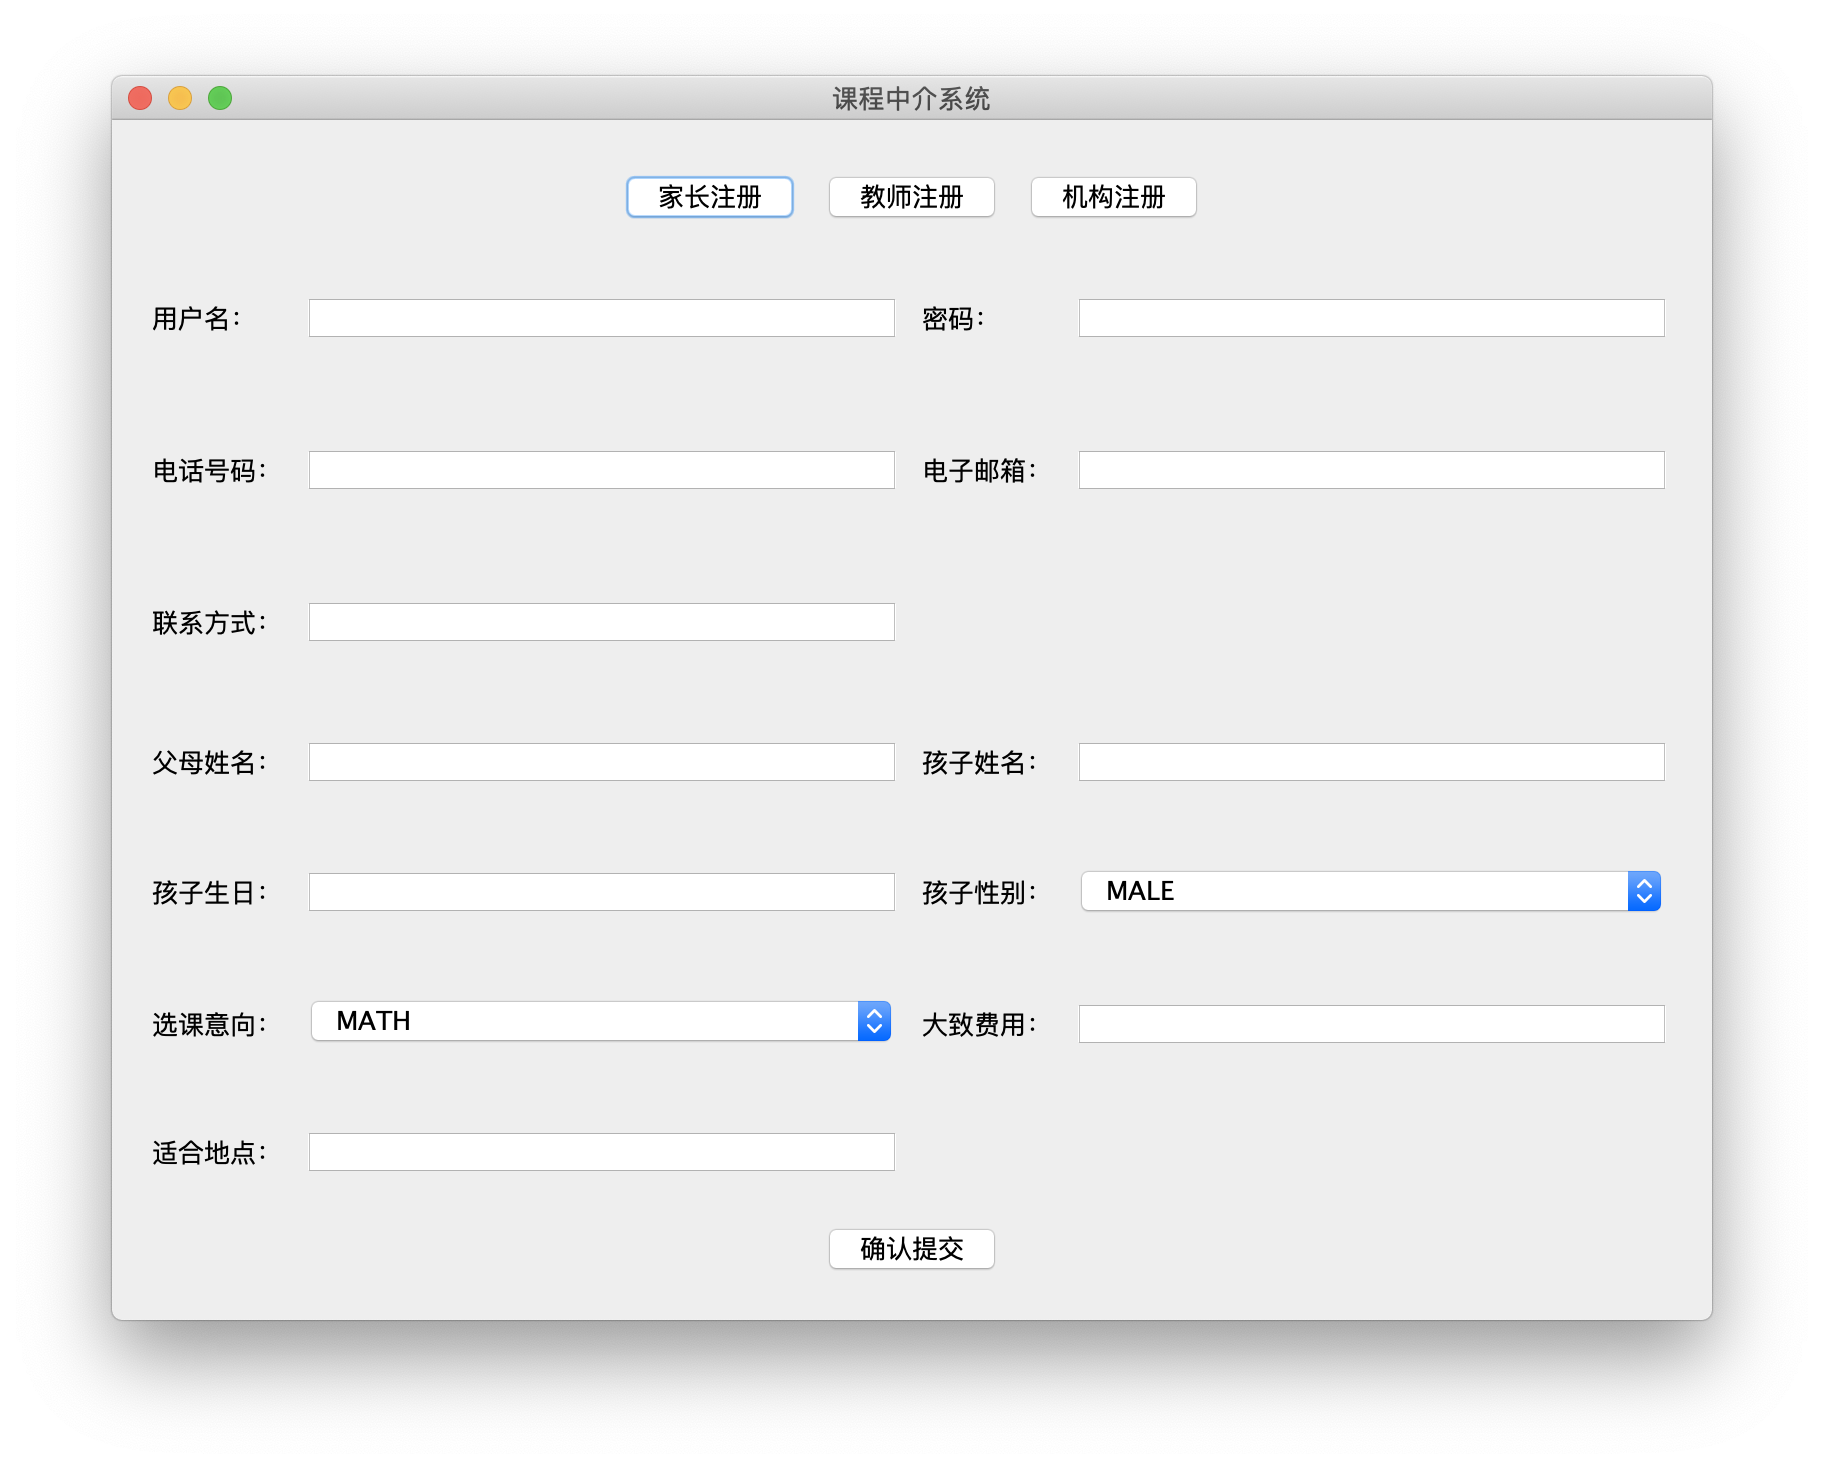 课程中介系统
家长注册 教师注册 机构注册
用户名： 密码：
电话号码： 电子邮箱：
联系方式：
父母姓名： 孩子姓名：
孩子生日： 孩子性别： MALE
选课意向： MATH 大致费用：
适合地点：
确认提交